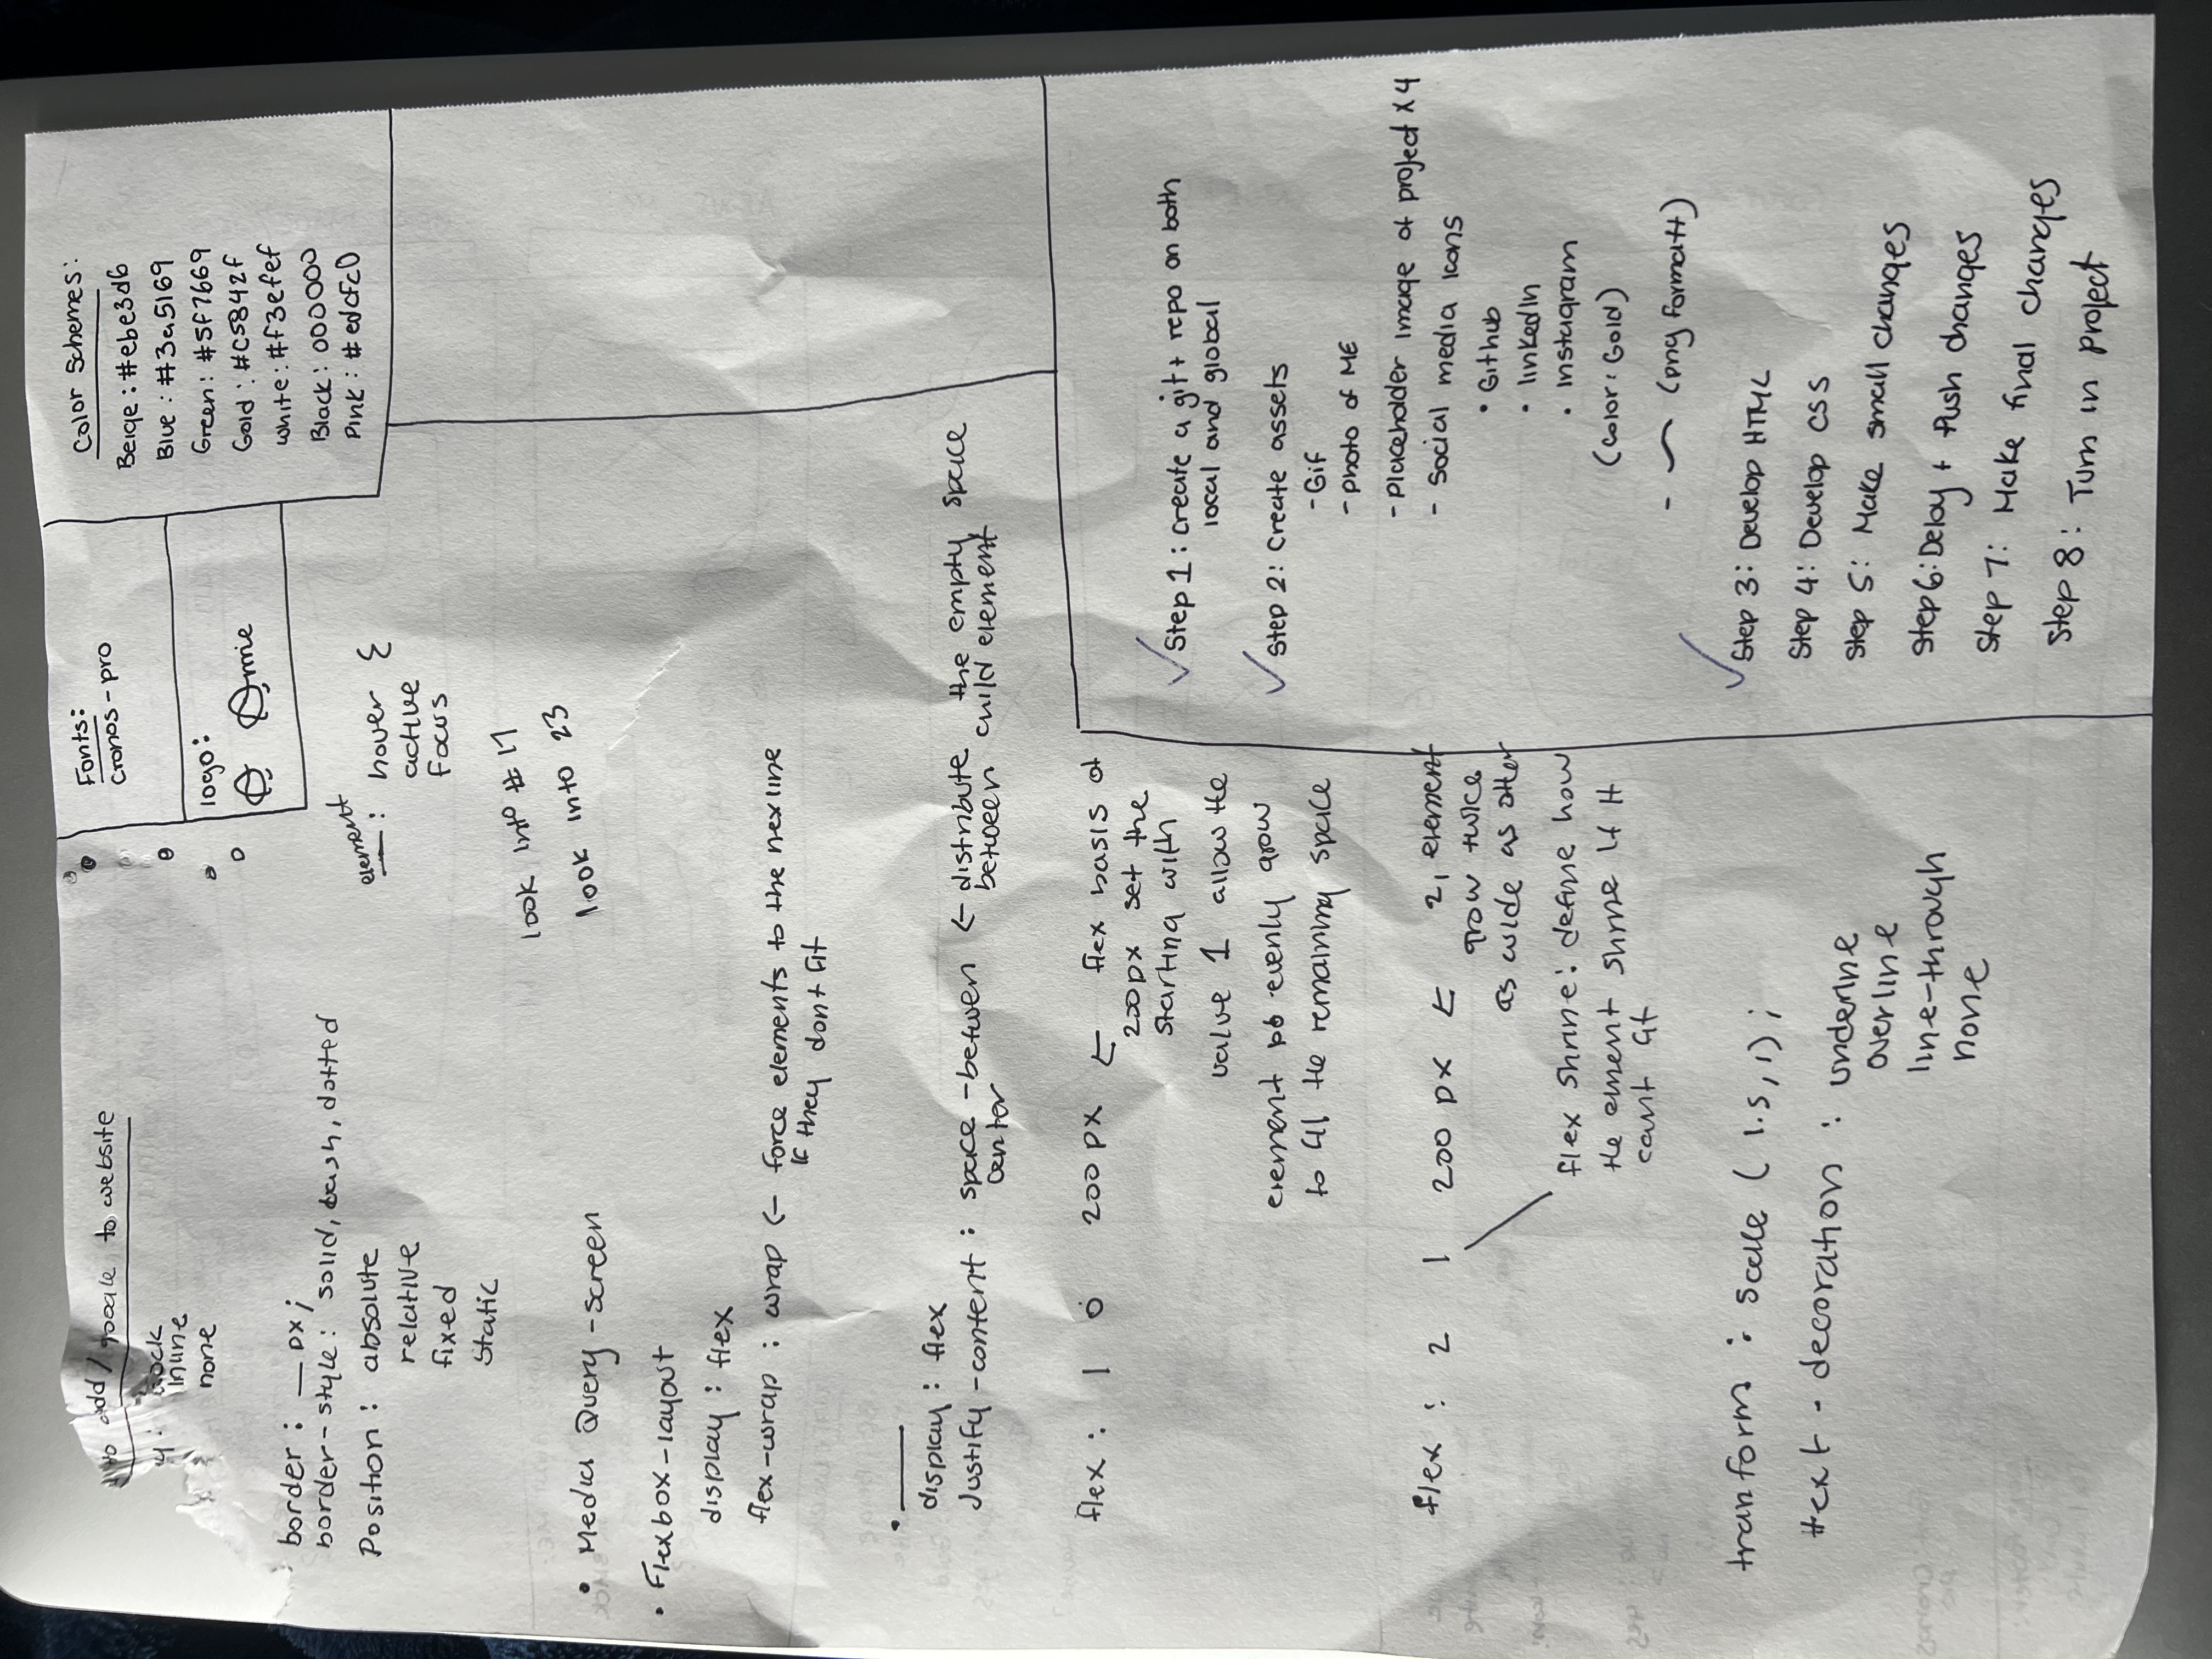 to add / google to website
inline
none
border : __ px ;
border-style : solid, dash, dotted
Position : absolute
relative
fixed
Static
element
__ : hover {
active
Focus
look into # 17
look into 23
• Media Query - screen
• Flexbox - layout
display : flex
flex-wrap : wrap ← force elements to the nex line
if they dont fit
• ____
display : flex
Justify-content : space-betwen ← distribute the empty space
center between child element
flex : 1 0 200 px ← flex basis of
200px set the
starting with
value 1 allow the
element evenly grow
to fill the remaining space
flex : 2 1 200 px ← 2, element
grow twice
as wide as other
flex shrine : define how
the ement shrine if it
cant fit
tranform : scale ( 1.5, 1) ;
text - decoration : underline
overline
line-through
none
Fonts:
cronos-pro
logo:
mie
Color Schemes:
Beige : #ebe3d6
Blue : #3a5169
Green : #5f7669
Gold : #C5842f
White : #f3efef
Black : 000000
Pink : #edcfc0
✓ Step 1 : Create a git + repo on both
local and global
✓ Step 2 : Create assets
- Gif
- Photo of ME
- Placeholder image of project x 4
- Social media icons
• Github
• linkedIn
• Instagram
(Color : Gold)
- ~ (png formatt)
✓ Step 3 : Develop HTML
Step 4 : Develop CSS
Step 5 : Make small changes
Step 6 : Deloy + Push changes
Step 7 : Make final changes
Step 8 : Turn in project